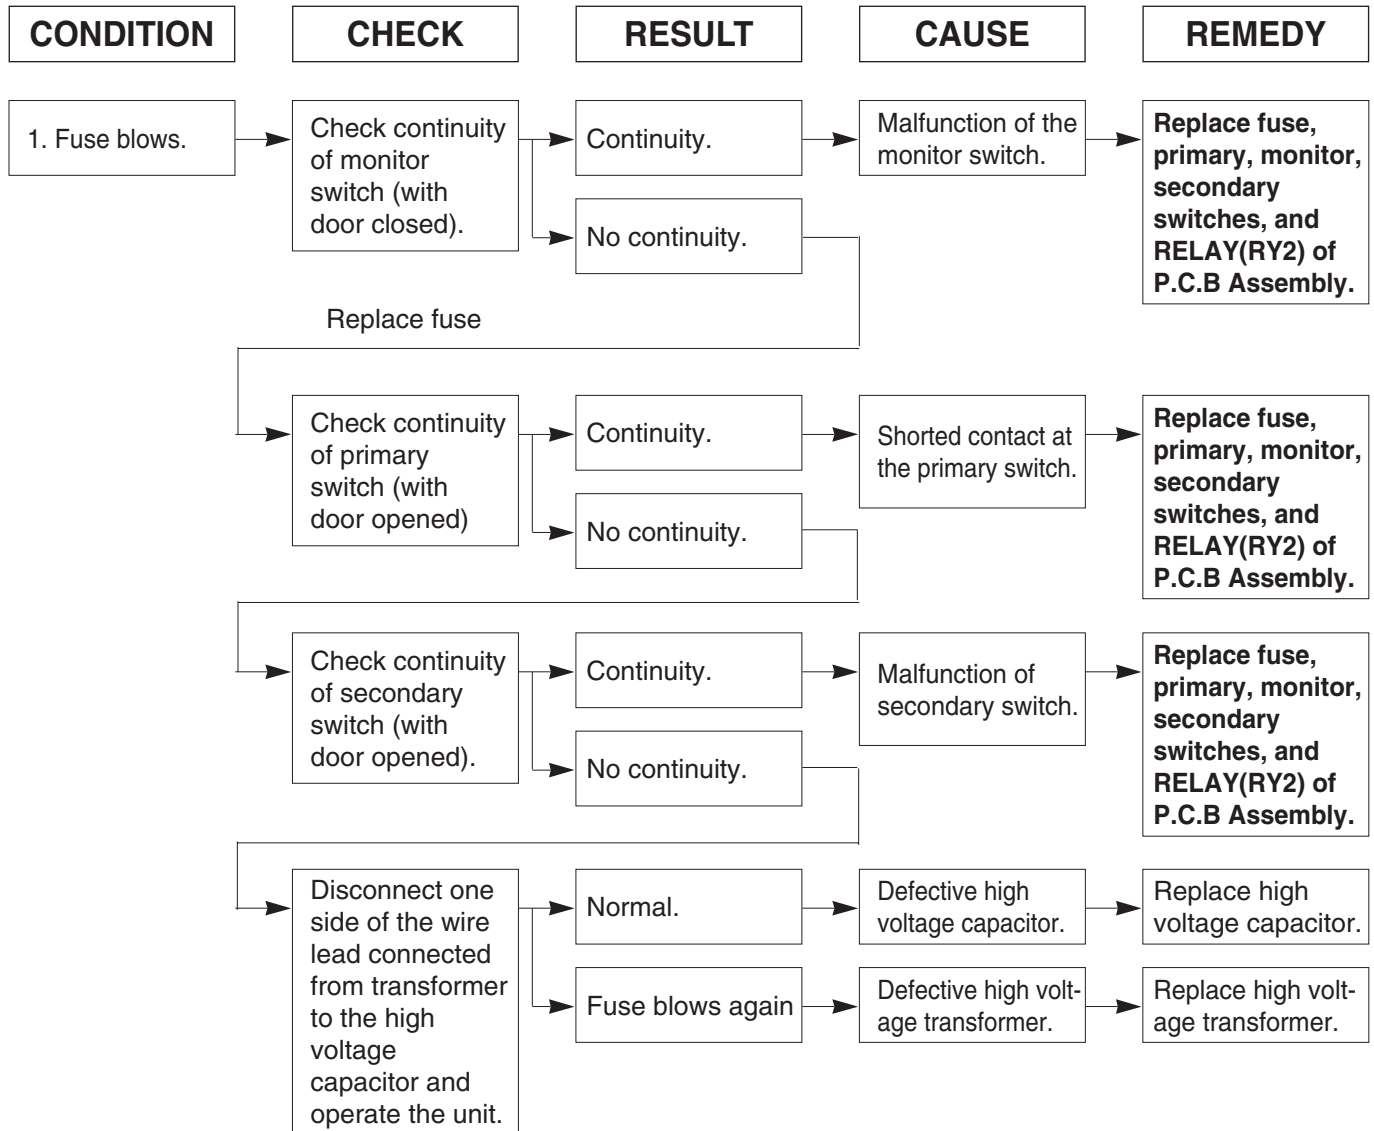 CONDITION
CHECK
RESULT
CAUSE
REMEDY
1. Fuse blows.
Check continuity
of monitor
switch (with
door closed).
Continuity.
Malfunction of the
monitor switch.
Replace fuse,
primary, monitor,
secondary
switches, and
RELAY(RY2) of
P.C.B Assembly.
No continuity.
Replace fuse
Check continuity
of primary
switch (with
door opened)
Continuity.
Shorted contact at
the primary switch.
Replace fuse,
primary, monitor,
secondary
switches, and
RELAY(RY2) of
P.C.B Assembly.
No continuity.
Check continuity
of secondary
switch (with
door opened).
Continuity.
Malfunction of
secondary switch.
Replace fuse,
primary, monitor,
secondary
switches, and
RELAY(RY2) of
P.C.B Assembly.
No continuity.
Disconnect one
side of the wire
lead connected
from transformer
to the high
voltage
capacitor and
operate the unit.
Normal.
Defective high
voltage capacitor.
Replace high
voltage capacitor.
Fuse blows again
Defective high volt-
age transformer.
Replace high volt-
age transformer.